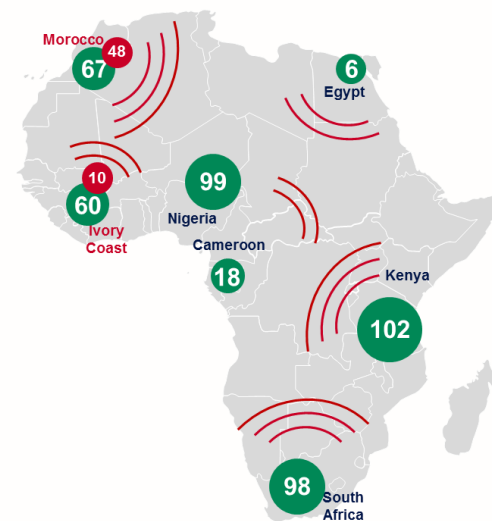 Morocco
48
67
6
Egypt
10
60
Ivory
Coast
99
Nigeria
Cameroon
18
Kenya
102
98
South
Africa